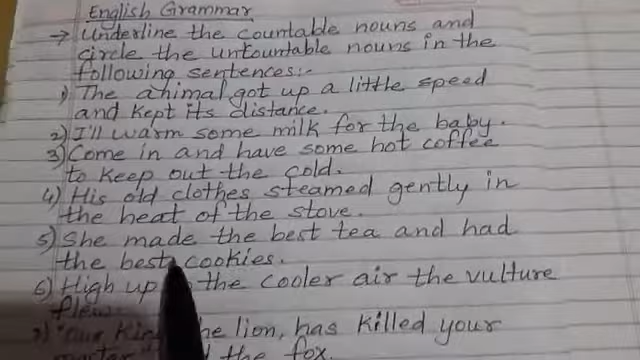 English Grammar
→ Underline the countable nouns and
circle the untountable nouns in the
following sentences:-
1) The animal got up a little speed
and kept its distance.
2) I'll warm some milk for the baby.
3) Come in and have some hot coffee
to keep out the cold.
4) His old clothes steamed gently in
the heat of the stove.
5) She made the best tea and had
the best cookies.
6) High up the cooler air the vulture
flew.
7) the lion, has killed your
the fox.